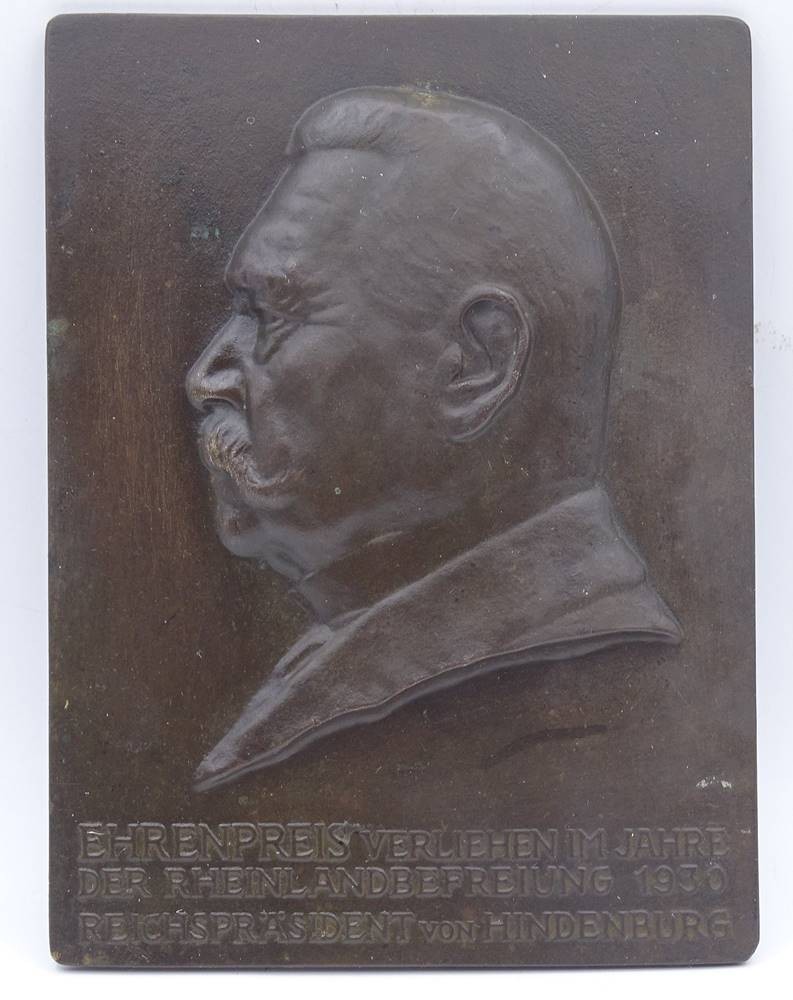 EHRENPREIS VERLIEHEN IM JAHRE
DER RHEINLANDBEFREIUNG 1930
REICHSPRÄSIDENT VON HINDENBURG